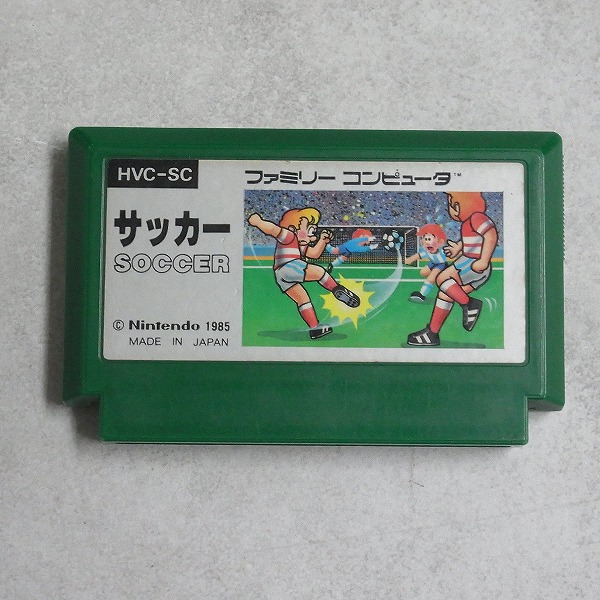 HVC-SC
ファミリー コンピュータ™
サッカー
SOCCER
© Nintendo 1985
MADE IN JAPAN